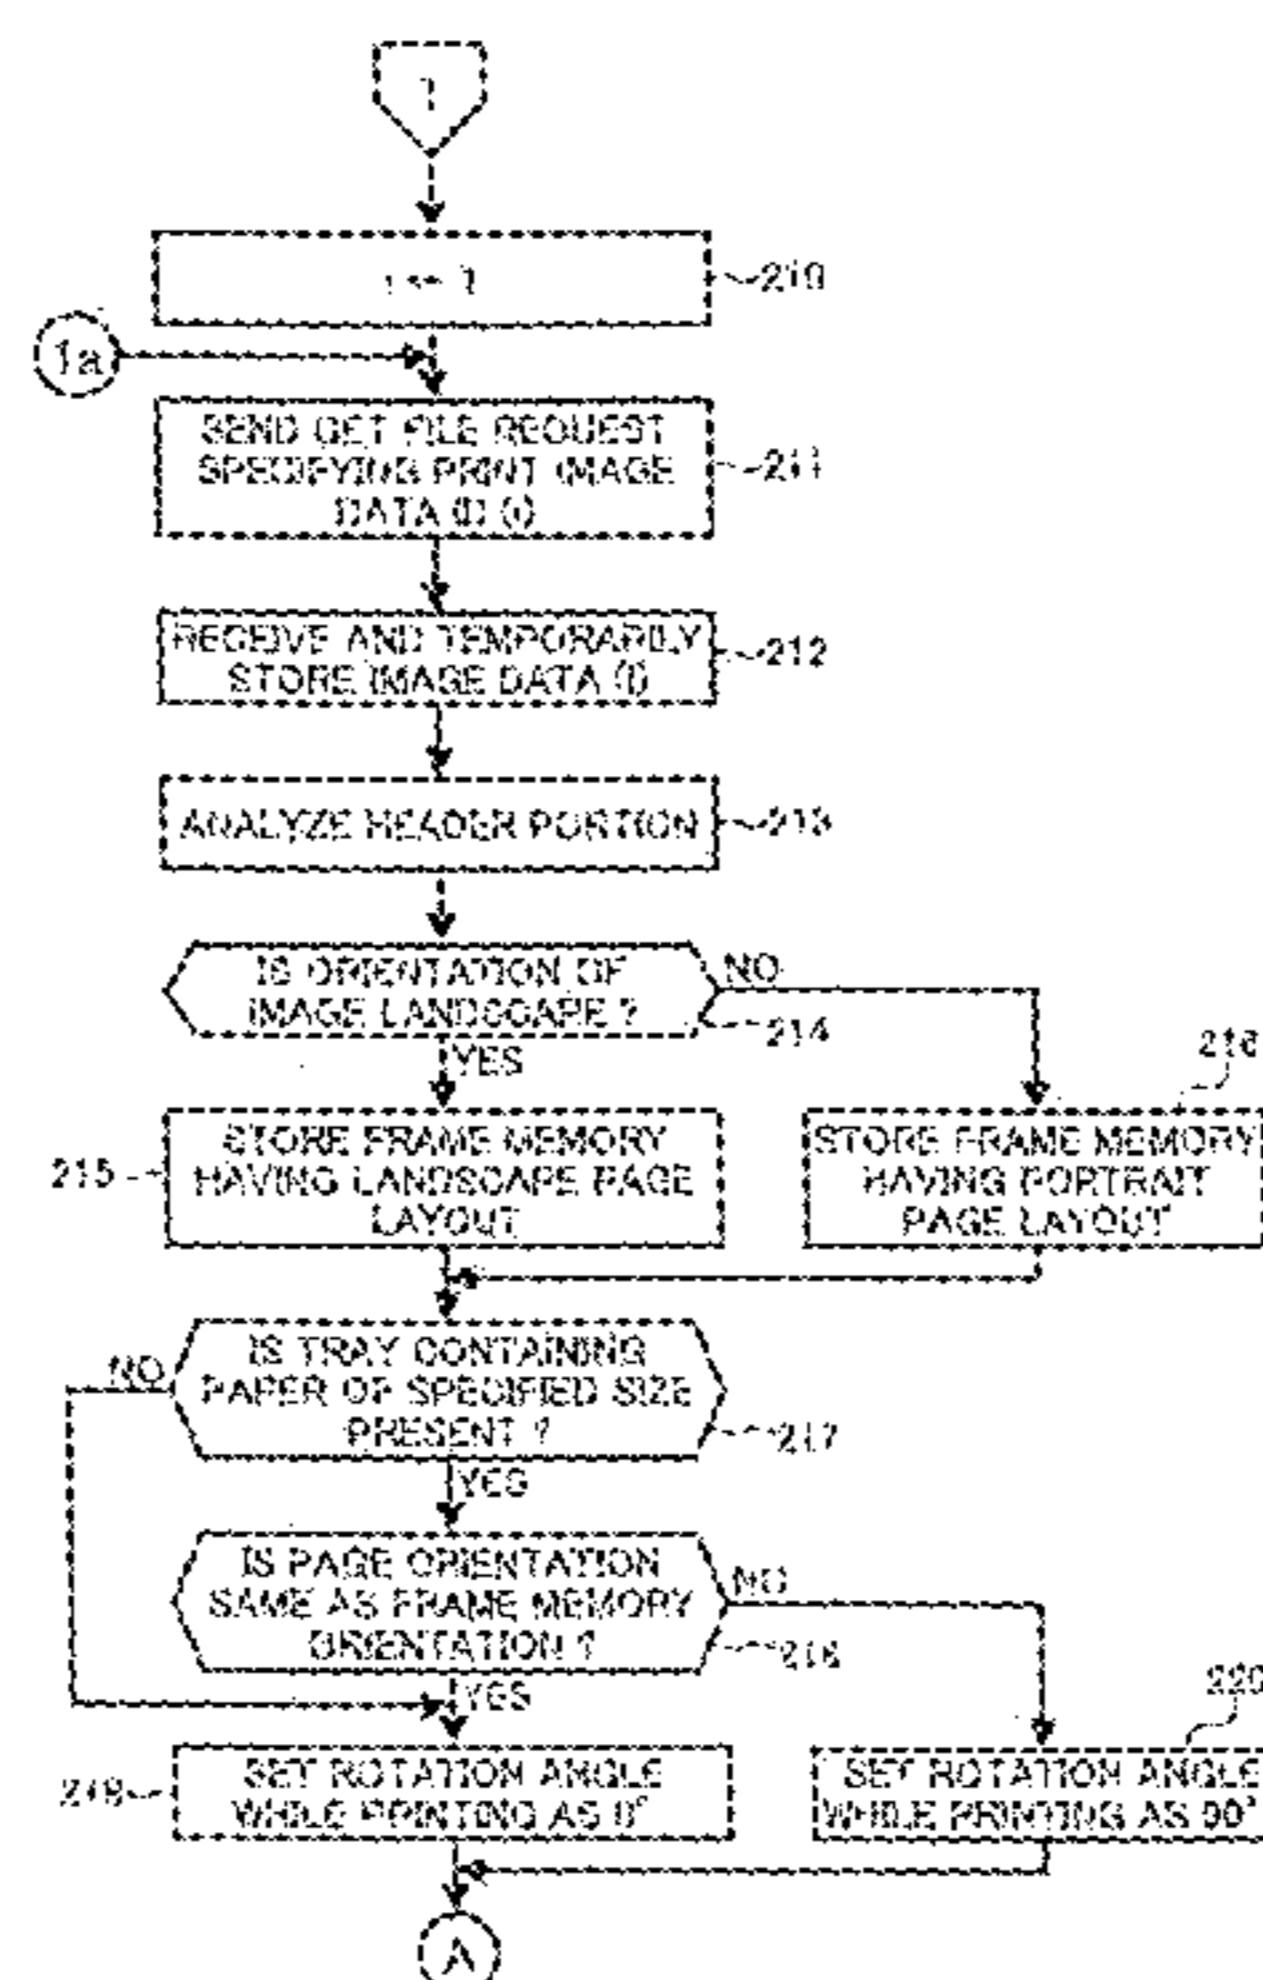 1
210
1a
SEND GET FILE REQUEST
SPECIFYING PRINT IMAGE
DATA ID (i)
211
RECEIVE AND TEMPORARILY
STORE IMAGE DATA (i)
212
ANALYZE HEADER PORTION
213
IS ORIENTATION OF
IMAGE LANDSCAPE ?
NO
214
YES
216
STORE FRAME MEMORY
HAVING LANDSCAPE PAGE
LAYOUT
215
STORE FRAME MEMORY
HAVING PORTRAIT
PAGE LAYOUT
IS TRAY CONTAINING
PAPER OF SPECIFIED SIZE
PRESENT ?
NO
217
YES
IS PAGE ORIENTATION
SAME AS FRAME MEMORY
ORIENTATION ?
NO
218
YES
220
SET ROTATION ANGLE
WHILE PRINTING AS 0°
219
SET ROTATION ANGLE
WHILE PRINTING AS 90°
A